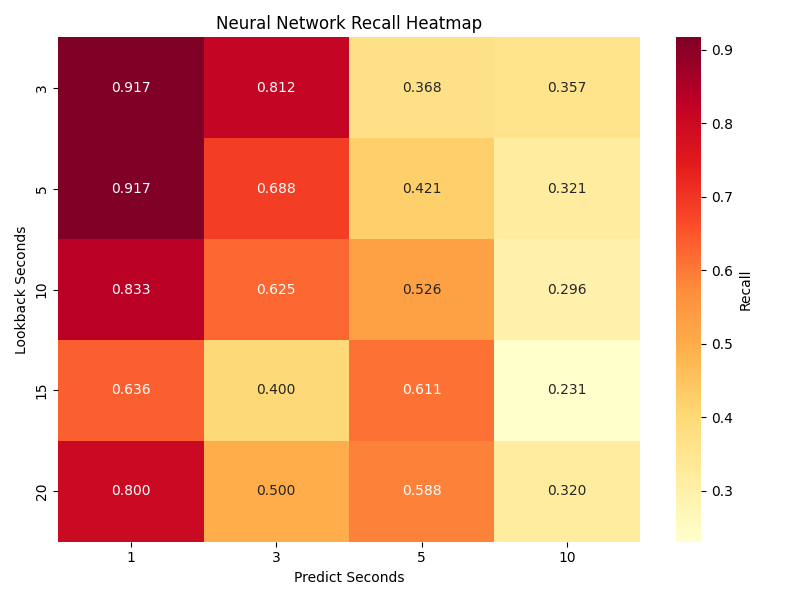 Neural Network Recall Heatmap
3 0.917 0.812 0.368 0.357
5 0.917 0.688 0.421 0.321
10 0.833 0.625 0.526 0.296
15 0.636 0.400 0.611 0.231
20 0.800 0.500 0.588 0.320
1 3 5 10
Predict Seconds
Lookback Seconds
0.9
0.8
0.7
0.6
0.5
0.4
0.3
Recall